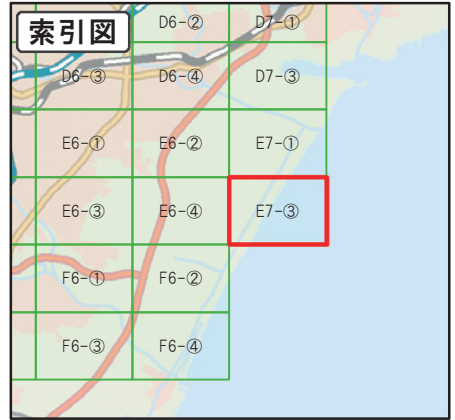 索引図
D6-②
D7-①
D6-③
D6-④
D7-③
E6-①
E6-②
E7-①
E6-③
E6-④
E7-③
F6-①
F6-②
F6-③
F6-④